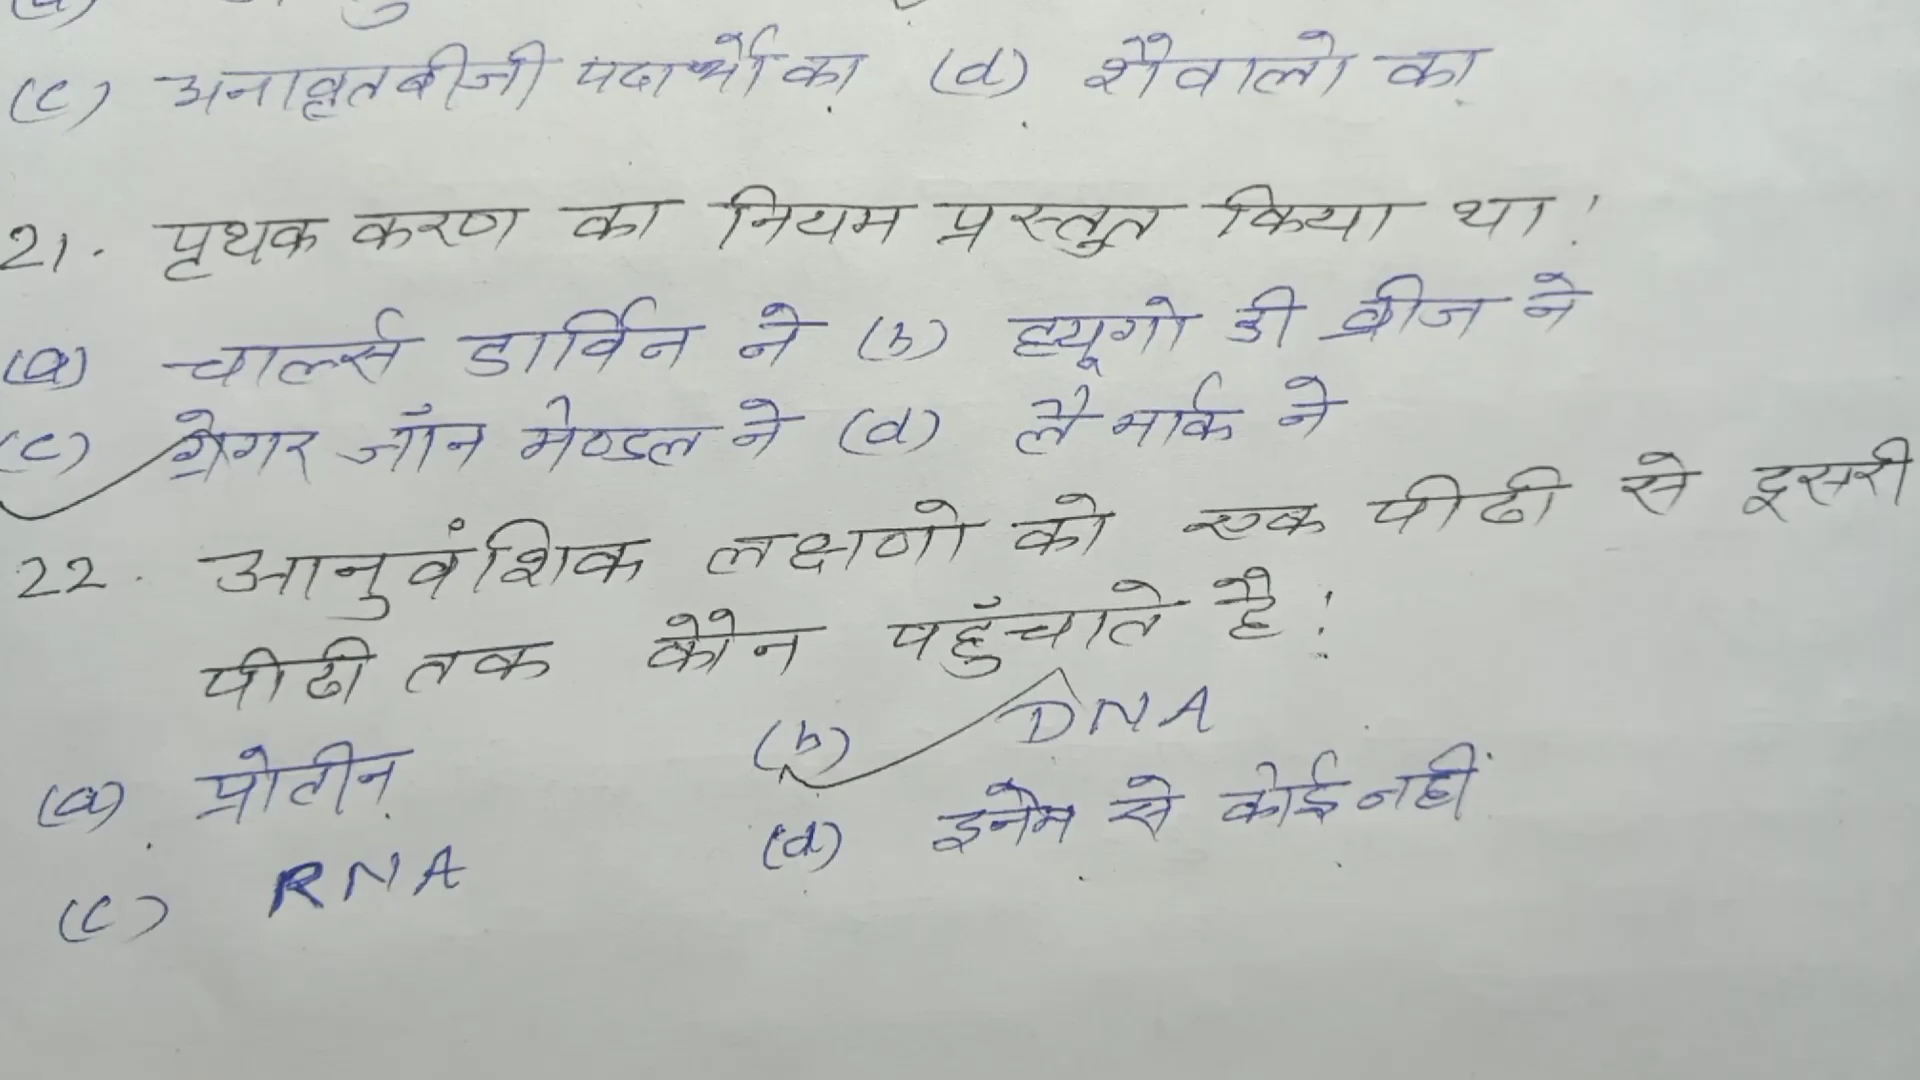 (c) अनावृतबीजी पदार्थो का (d) शैवालो का
21. पृथक करण का नियम प्रस्तुत किया था!
(a) चार्ल्स डार्विन ने (b) ह्यूगो डी व्रीज ने
(c) ग्रेगर जॉन मेण्डल ने (d) लैमार्क ने
22. आनुवंशिक लक्षणो को एक पीढी से दूसरी
पीढी तक कौन पहुँचाते है!
(a) प्रोटीन (b) DNA
(c) RNA (d) इनमे से कोई नहीं